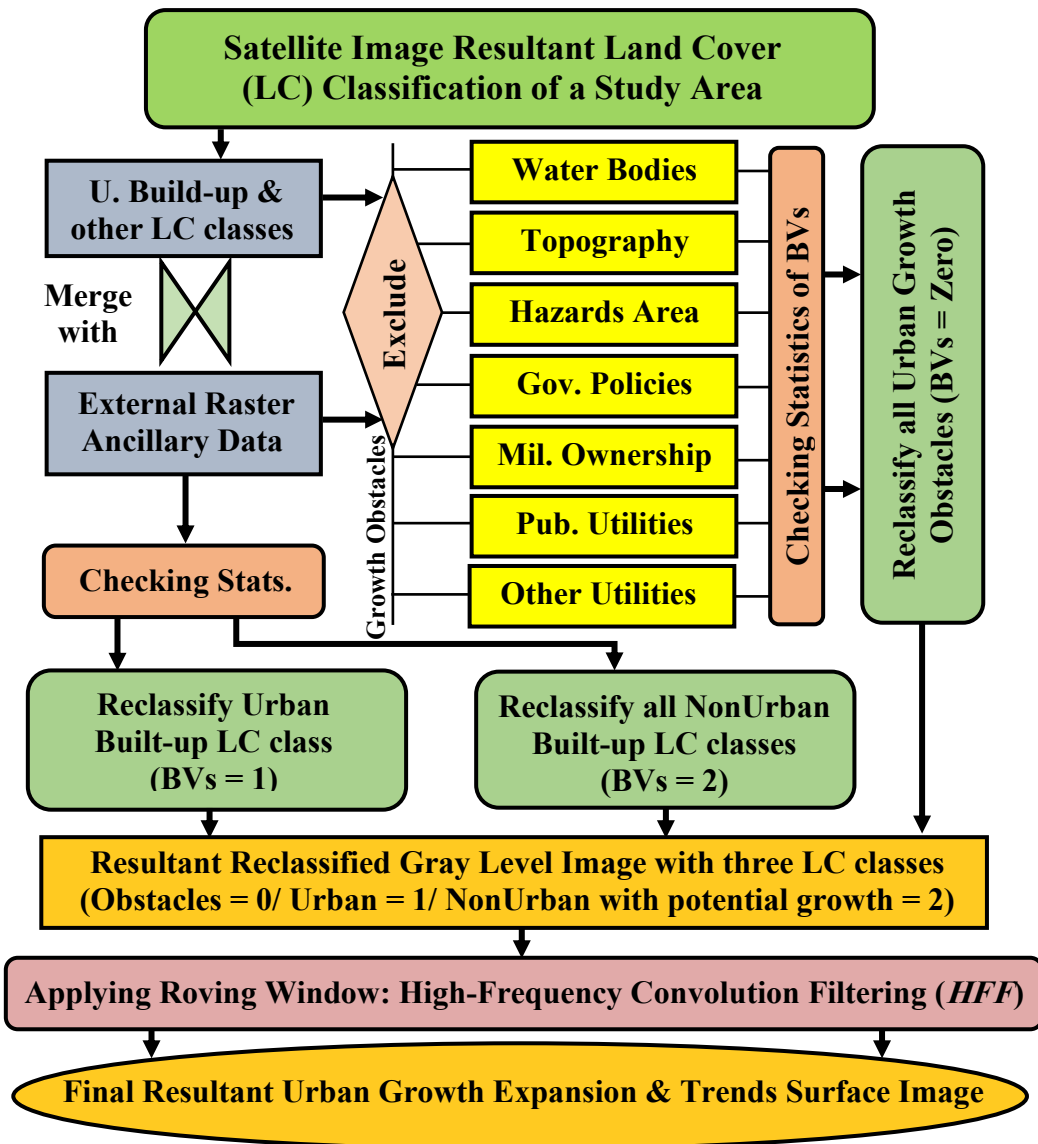 Satellite Image Resultant Land Cover
(LC) Classification of a Study Area
U. Build-up &
other LC classes
Merge
with
External Raster
Ancillary Data
Exclude
Growth Obstacles
Water Bodies
Topography
Hazards Area
Gov. Policies
Mil. Ownership
Pub. Utilities
Other Utilities
Checking Statistics of BVs
Reclassify all Urban Growth
Obstacles (BVs = Zero)
Checking Stats.
Reclassify Urban
Built-up LC class
(BVs = 1)
Reclassify all NonUrban
Built-up LC classes
(BVs = 2)
Resultant Reclassified Gray Level Image with three LC classes
(Obstacles = 0/ Urban = 1/ NonUrban with potential growth = 2)
Applying Roving Window: High-Frequency Convolution Filtering (HFF)
Final Resultant Urban Growth Expansion & Trends Surface Image